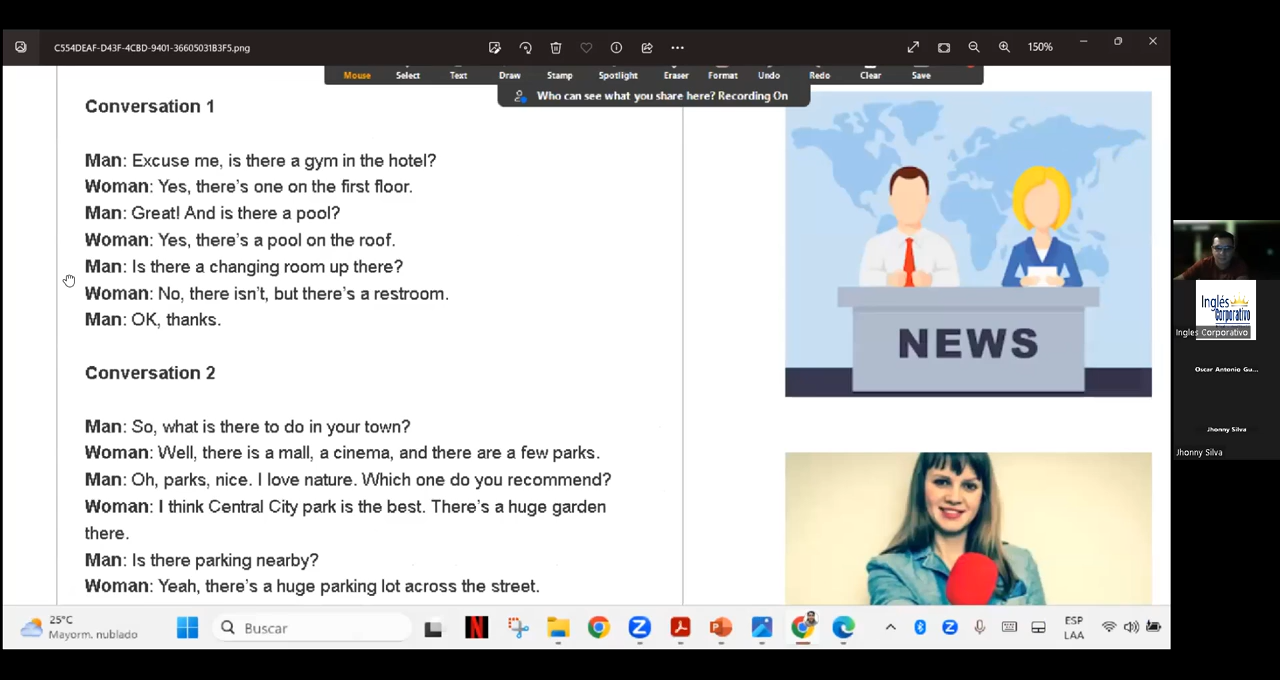 C554DEAF-D43F-4CBD-9401-36605031B3F5.png
150%
Mouse
Select
Text
Draw
Stamp
Spotlight
Eraser
Format
Undo
Redo
Clear
Save
Who can see what you share here? Recording On
Conversation 1
Man: Excuse me, is there a gym in the hotel?
Woman: Yes, there's one on the first floor.
Man: Great! And is there a pool?
Woman: Yes, there's a pool on the roof.
Man: Is there a changing room up there?
Woman: No, there isn't, but there's a restroom.
Man: OK, thanks.
Conversation 2
Man: So, what is there to do in your town?
Woman: Well, there is a mall, a cinema, and there are a few parks.
Man: Oh, parks, nice. I love nature. Which one do you recommend?
Woman: I think Central City park is the best. There's a huge garden
there.
Man: Is there parking nearby?
Woman: Yeah, there's a huge parking lot across the street.
NEWS
Inglés
Corporativo
Ingles Corporativo
Oscar Antonio Gu...
Jhonny Silva
Jhonny Silva
25°C
Mayorm. nublado
Buscar
ESP
LAA